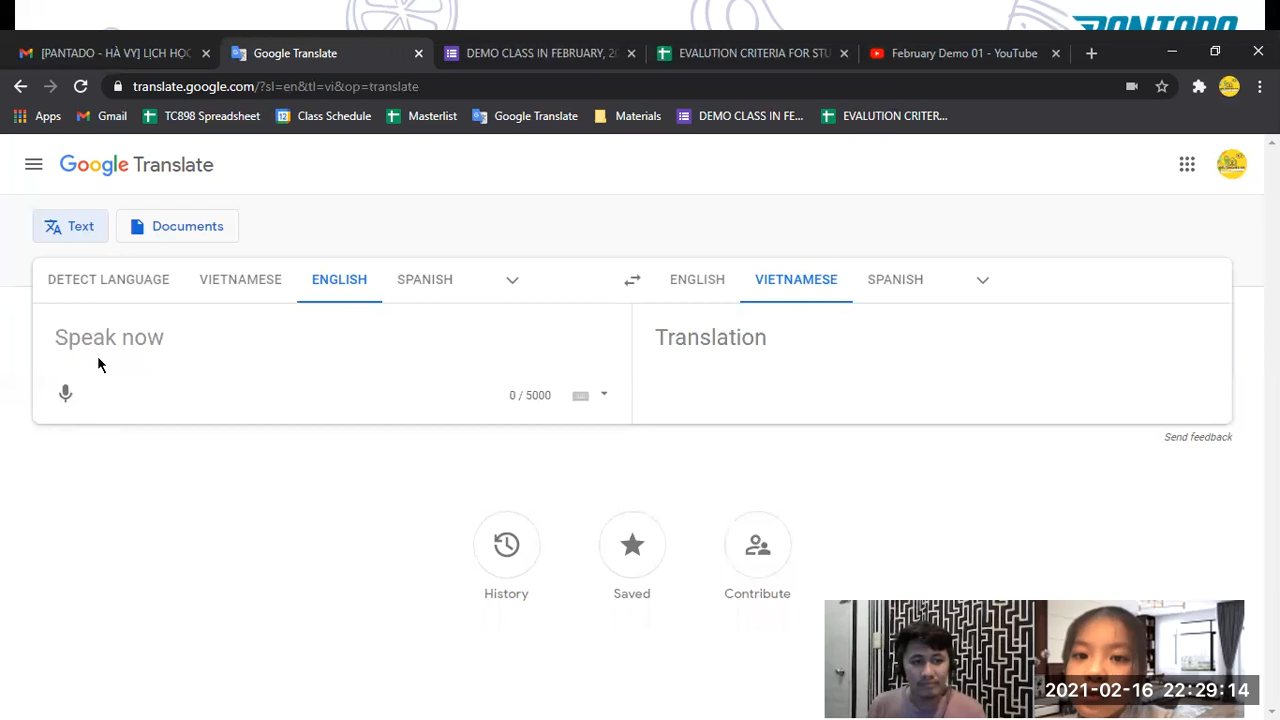 PANTADO
[PANTADO - HÀ VY] LỊCH HOC
Google Translate
DEMO CLASS IN FEBRUARY, 20
EVALUTION CRITERIA FOR STU
February Demo 01 - YouTube
translate.google.com/?sl=en&tl=vi&op=translate
Apps
Gmail
TC898 Spreadsheet
Class Schedule
Masterlist
Google Translate
Materials
DEMO CLASS IN FE...
EVALUTION CRITER...
Google Translate
Text
Documents
DETECT LANGUAGE
VIETNAMESE
ENGLISH
SPANISH
ENGLISH
VIETNAMESE
SPANISH
Speak now
Translation
0 / 5000
Send feedback
History
Saved
Contribute
2021-02-16 22:29:14